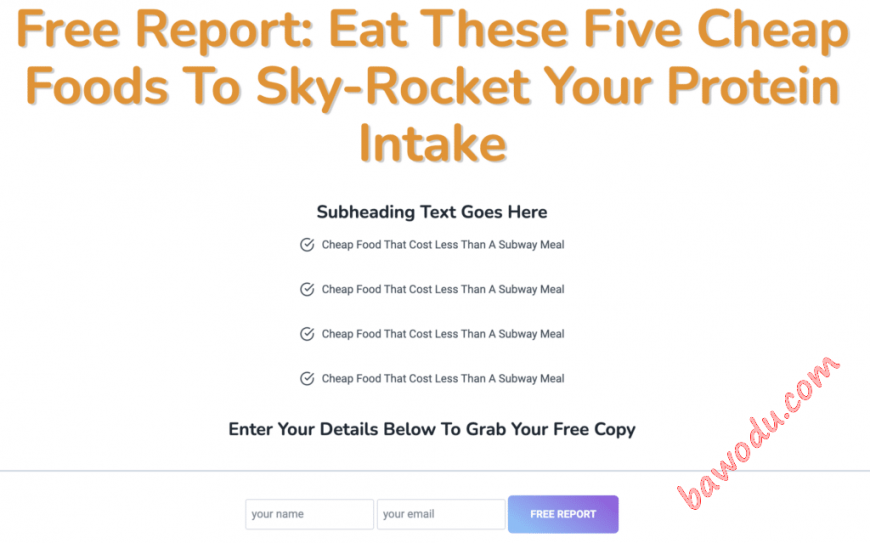 Free Report: Eat These Five Cheap
Foods To Sky-Rocket Your Protein
Intake
Subheading Text Goes Here
Cheap Food That Cost Less Than A Subway Meal
Cheap Food That Cost Less Than A Subway Meal
Cheap Food That Cost Less Than A Subway Meal
Cheap Food That Cost Less Than A Subway Meal
Enter Your Details Below To Grab Your Free Copy
your name your email FREE REPORT
bawodu.com